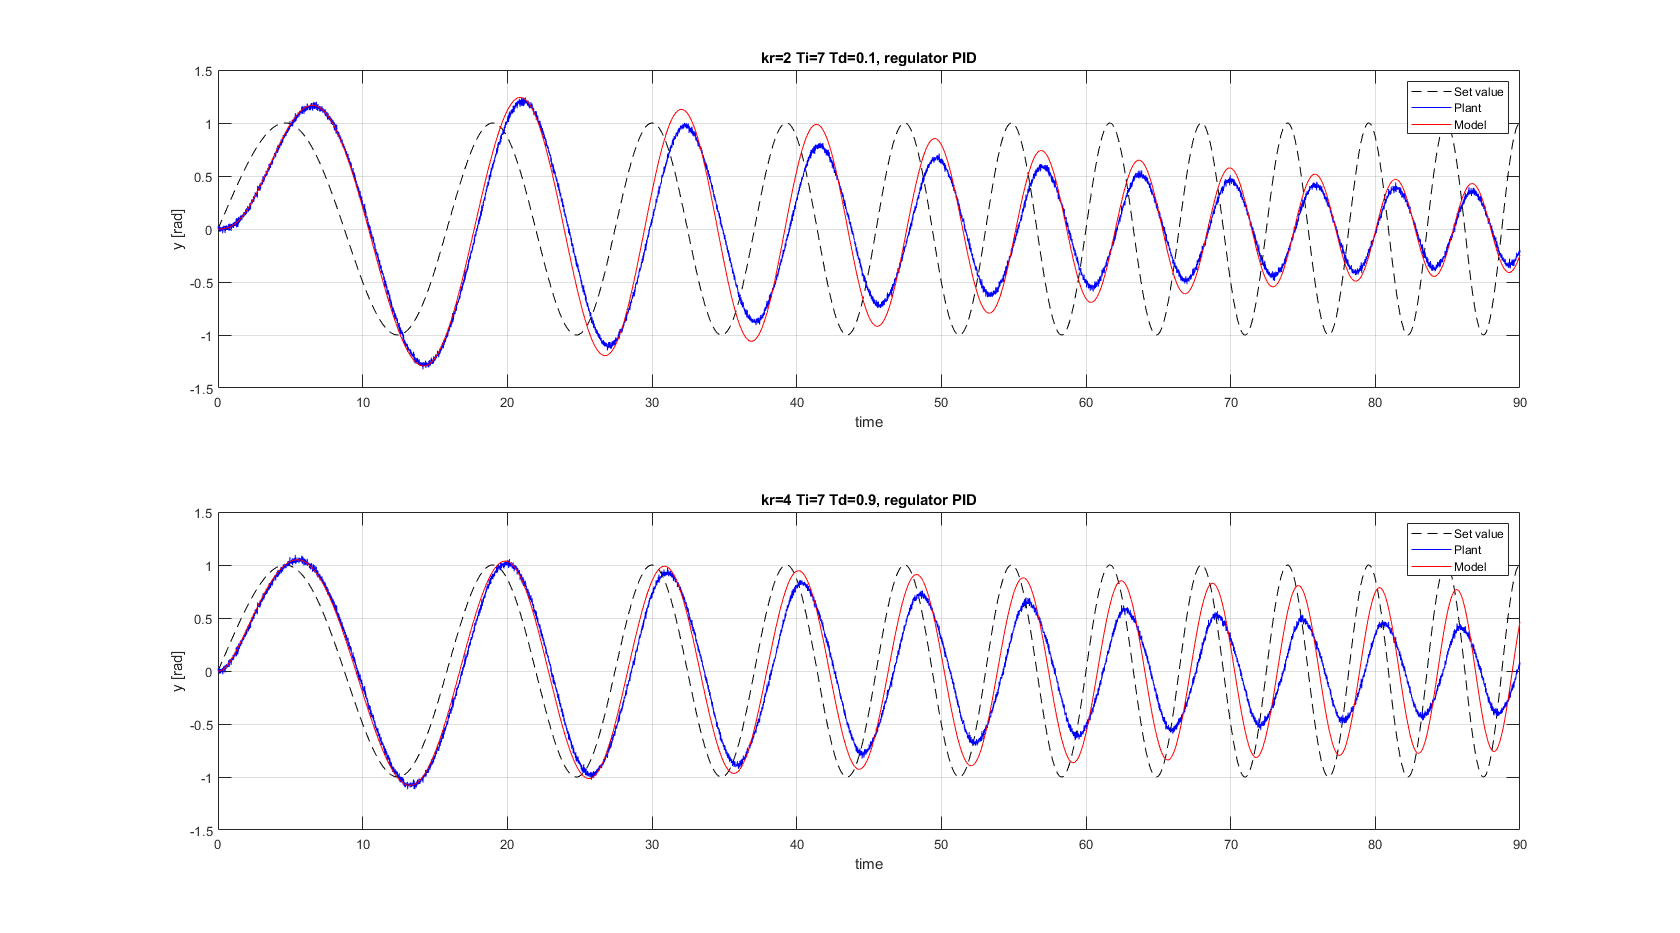 kr=2 Ti=7 Td=0.1, regulator PID
1.5
1
0.5
0
-0.5
-1
-1.5
y [rad]
Set value
Plant
Model
0 10 20 30 40 50 60 70 80 90
time
kr=4 Ti=7 Td=0.9, regulator PID
1.5
1
0.5
0
-0.5
-1
-1.5
y [rad]
Set value
Plant
Model
0 10 20 30 40 50 60 70 80 90
time